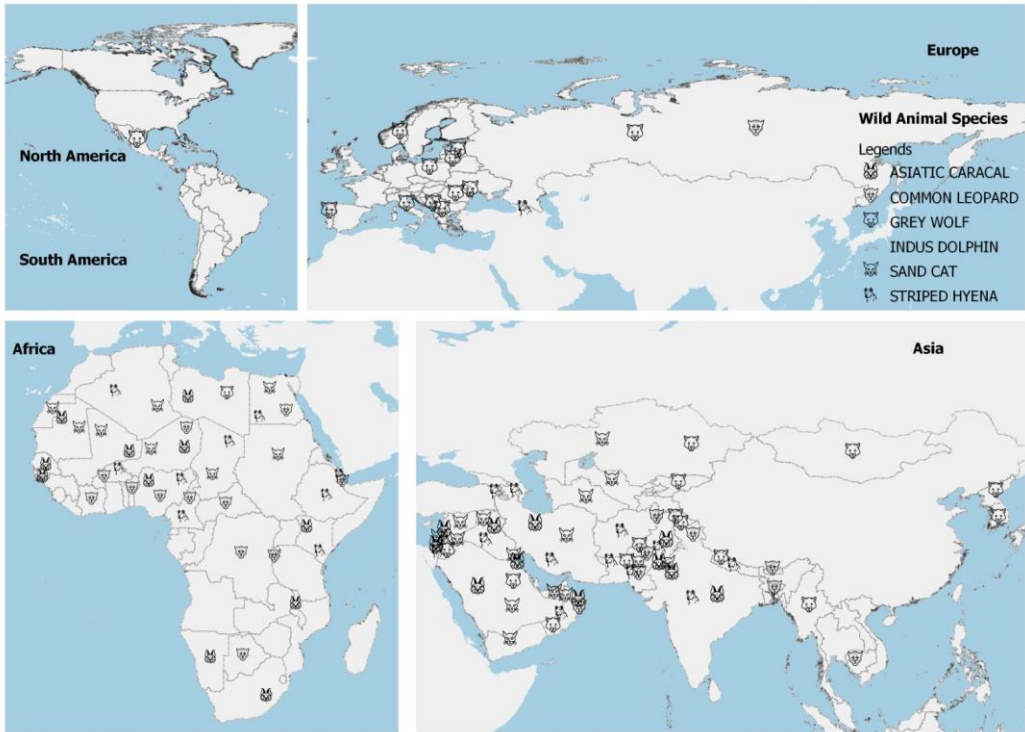 North America
South America
Europe
Wild Animal Species
Legends
ASIATIC CARACAL
COMMON LEOPARD
GREY WOLF
INDUS DOLPHIN
SAND CAT
STRIPED HYENA
Africa
Asia